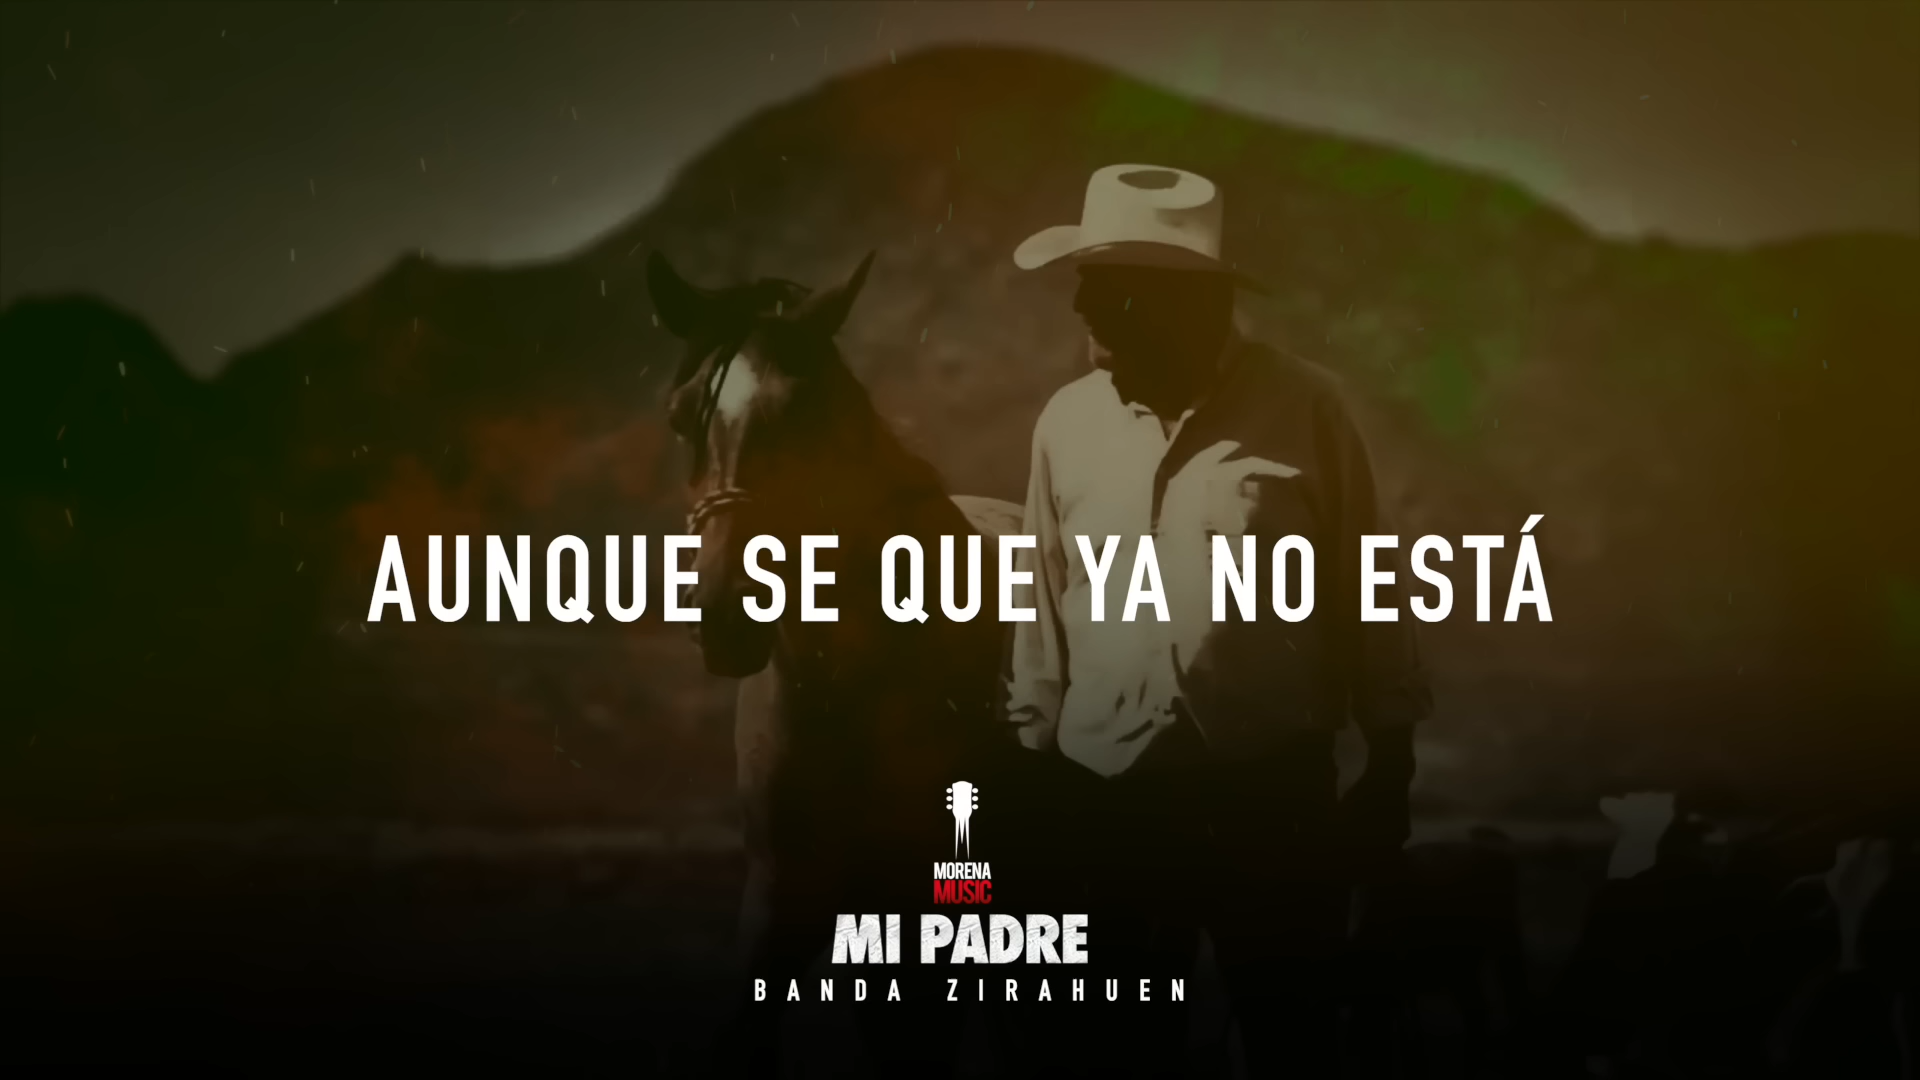 AUNQUE SE QUE YA NO ESTÁ
MORENA
MUSIC
MI PADRE
BANDA ZIRAHUEN